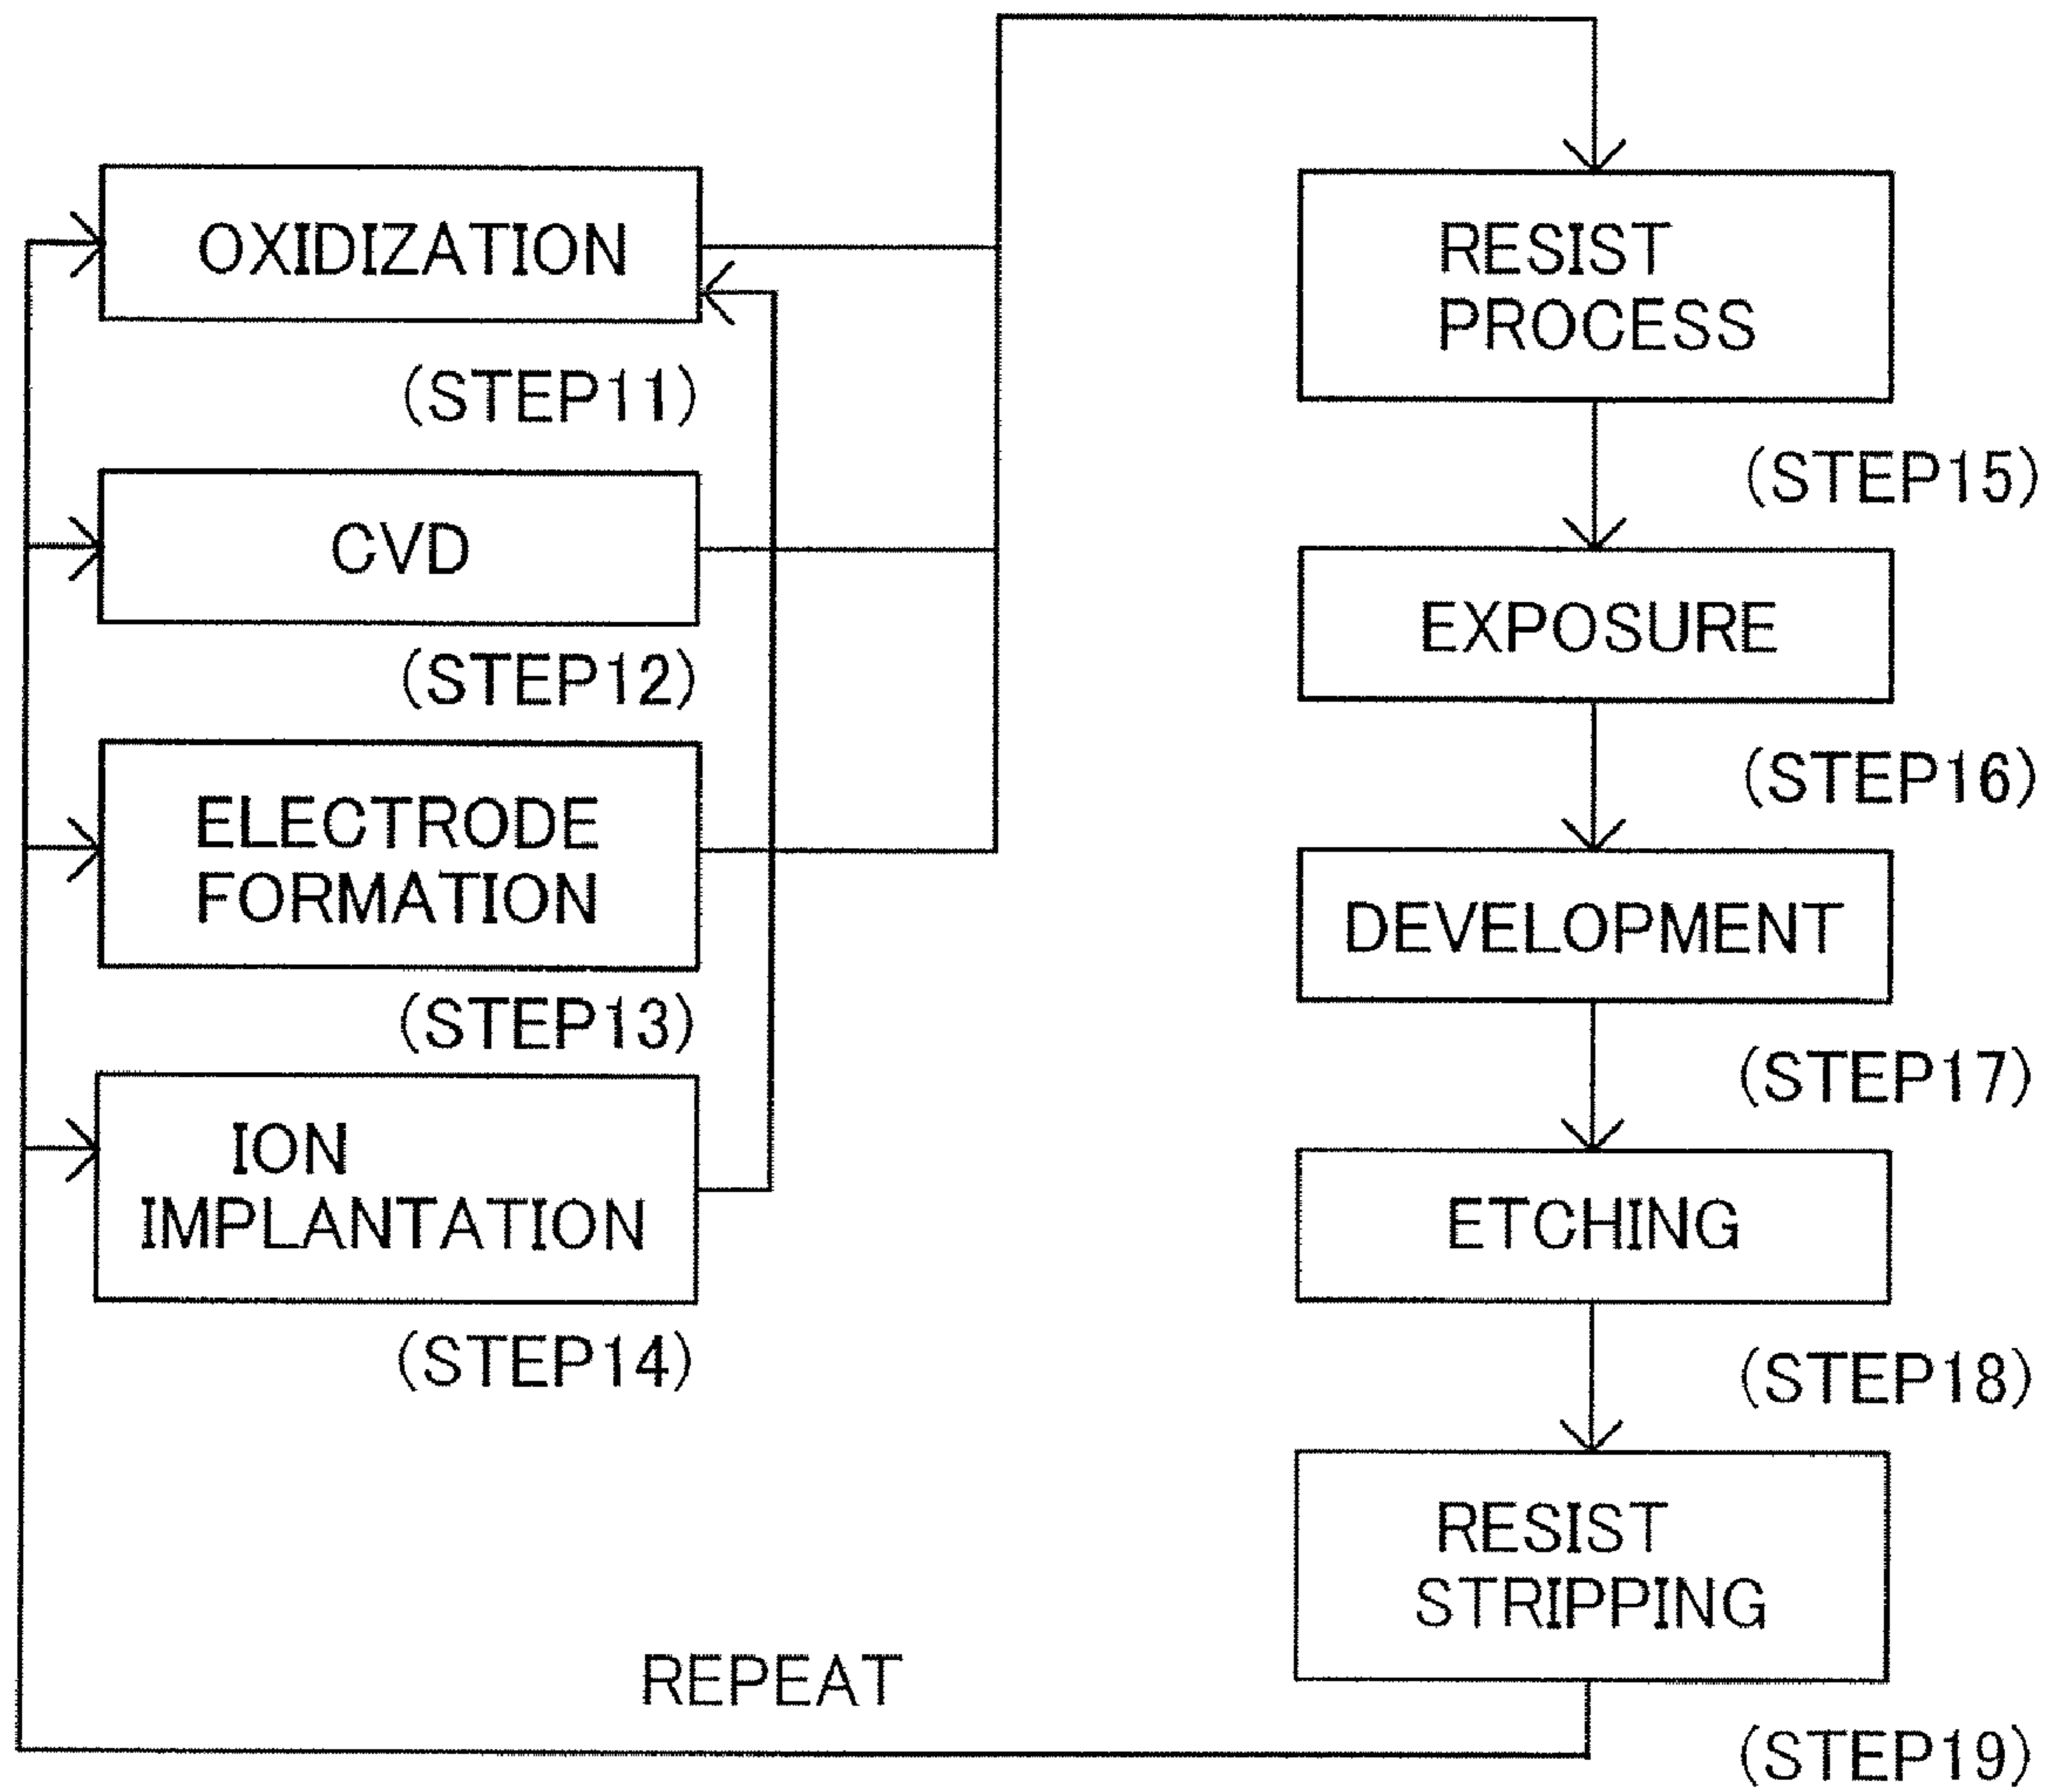 OXIDIZATION
(STEP11)
CVD
(STEP12)
ELECTRODE
FORMATION
(STEP13)
ION
IMPLANTATION
(STEP14)
RESIST
PROCESS
(STEP15)
EXPOSURE
(STEP16)
DEVELOPMENT
(STEP17)
ETCHING
(STEP18)
RESIST
STRIPPING
(STEP19)
REPEAT